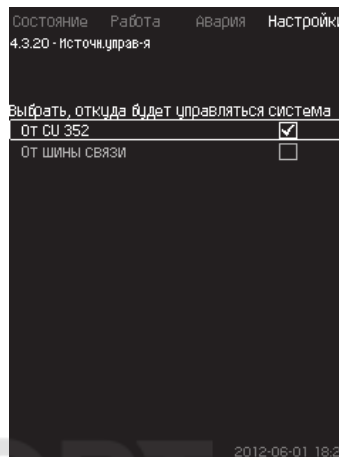 Состояние Работа Авария Настройки
4.3.20 - Источн.управ-я
Выбрать, откуда будет управляться система
От CU 352
От шины связи
2012-06-01 18:2